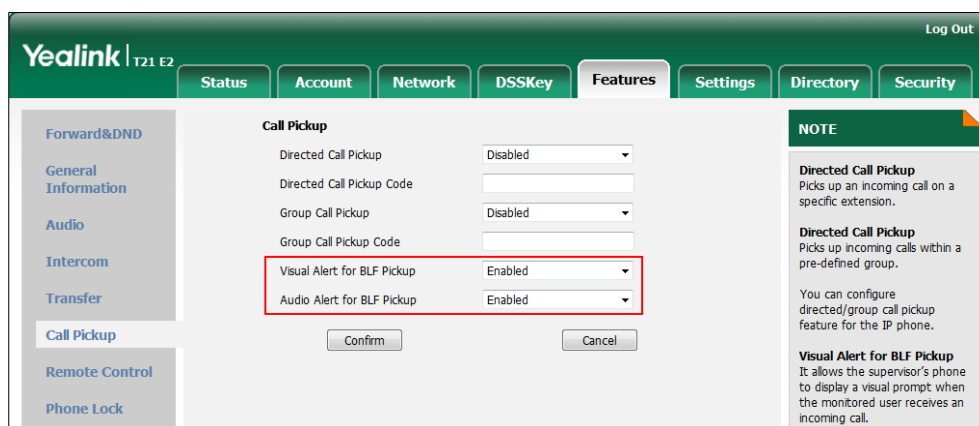 Log Out
Yealink T21 E2
Status Account Network DSSKey Features Settings Directory Security
Forward&DND
General
Information
Audio
Intercom
Transfer
Call Pickup
Remote Control
Phone Lock
Call Pickup
Directed Call Pickup Disabled
Directed Call Pickup Code
Group Call Pickup Disabled
Group Call Pickup Code
Visual Alert for BLF Pickup Enabled
Audio Alert for BLF Pickup Enabled
Confirm Cancel
NOTE
Directed Call Pickup
Picks up an incoming call on a
specific extension.
Directed Call Pickup
Picks up incoming calls within a
pre-defined group.
You can configure
directed/group call pickup
feature for the IP phone.
Visual Alert for BLF Pickup
It allows the supervisor's phone
to display a visual prompt when
the monitored user receives an
incoming call.